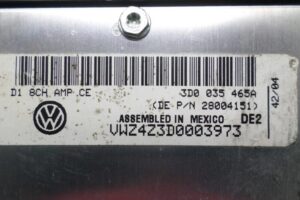 D1 8CH AMP CE
3D0 035 465A
(DE P/N 28004151)
42/04
ASSEMBLED IN MEXICO DE2
VWZ4Z3D0003973